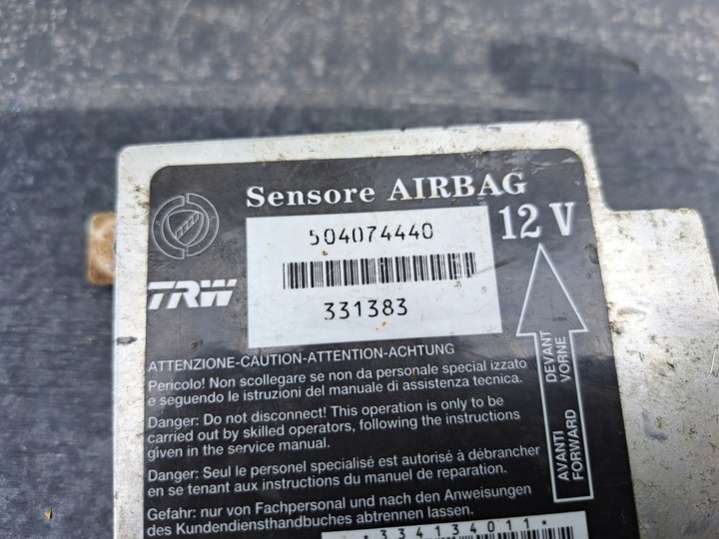 Sensore AIRBAG
504074440
12 V
TRW
331383
ATTENZIONE-CAUTION-ATTENTION-ACHTUNG
Pericolo! Non scollegare se non da personale special izzato
e seguendo le istruzioni del manuale di assistenza tecnica.
Danger: Do not disconnect! This operation is only to be
carried out by skilled operators, following the instructions
given in the service manual.
Danger: Seul le personel spécialisé est autorisé à débrancher
en se tenant aux instructions du manuel de reparation.
Gefahr: nur von Fachpersonal und nach den Anweisungen
des Kundendiensthandbuches abtrennen lassen.
AVANTI DEVANT
FORWARD VORNE
*334134011*